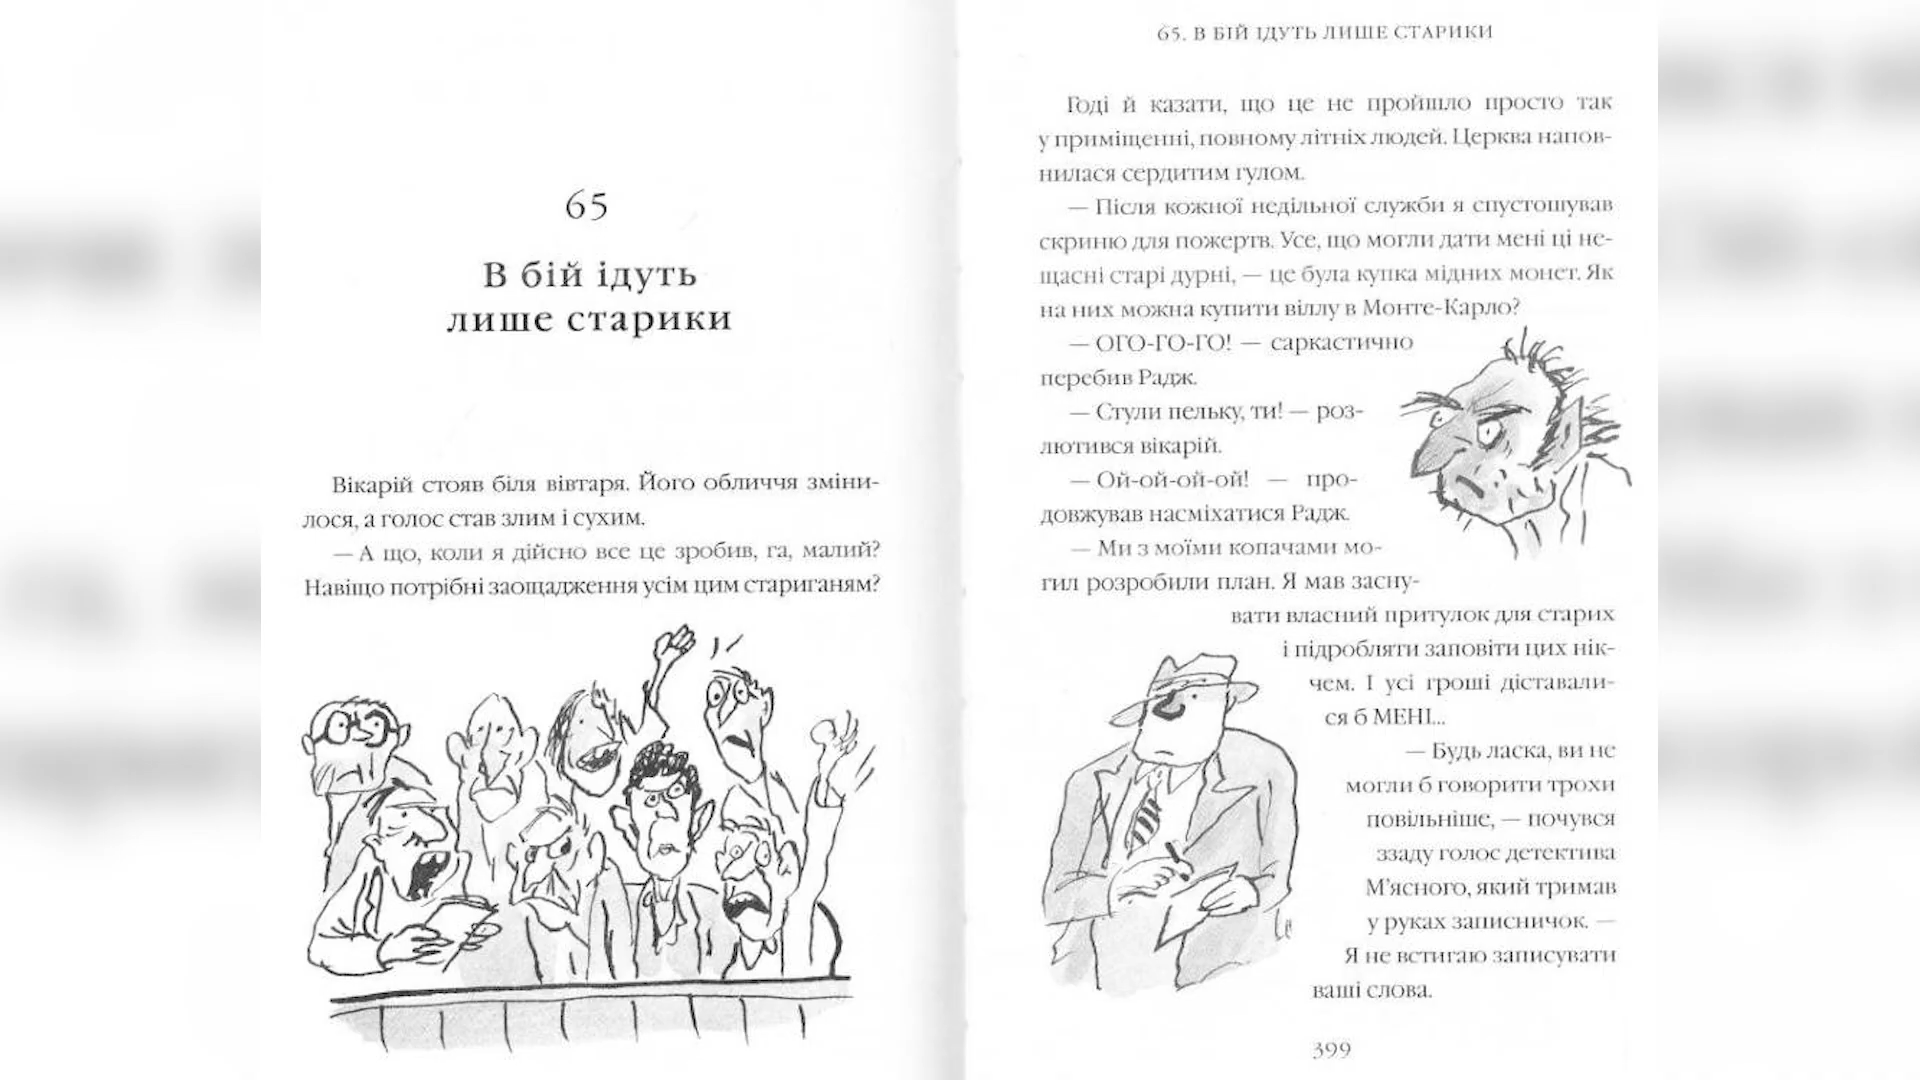 65
В бій ідуть
лише старики
Вікарій стояв біля вівтаря. Його обличчя зміни-
лося, а голос став злим і сухим.
— А що, коли я дійсно все це зробив, га, малий?
Навіщо потрібні заощадження усім цим стариганям?
65. В БІЙ ІДУТЬ ЛИШЕ СТАРИКИ
Годі й казати, що це не пройшло просто так
у приміщенні, повному літніх людей. Церква напов-
нилася сердитим гулом.
— Після кожної недільної служби я спустошував
скриню для пожертв. Усе, що могли дати мені ці не-
щасні старі дурні, — це була купка мідних монет. Як
на них можна купити віллу в Монте-Карло?
— ОГО-ГО-ГО! — саркастично
перебив Радж.
— Стули пельку, ти! — роз-
лютився вікарій.
— Ой-ой-ой-ой! — про-
довжував насміхатися Радж.
— Ми з моїми копачами мо-
гил розробили план. Я мав засну-
вати власний притулок для старих
і підробляти заповіти цих нік-
чем. І усі гроші діставали-
ся б МЕНІ...
— Будь ласка, ви не
могли б говорити трохи
повільніше, — почувся
ззаду голос детектива
М'ясного, який тримав
у руках записничок. —
Я не встигаю записувати
ваші слова.
399